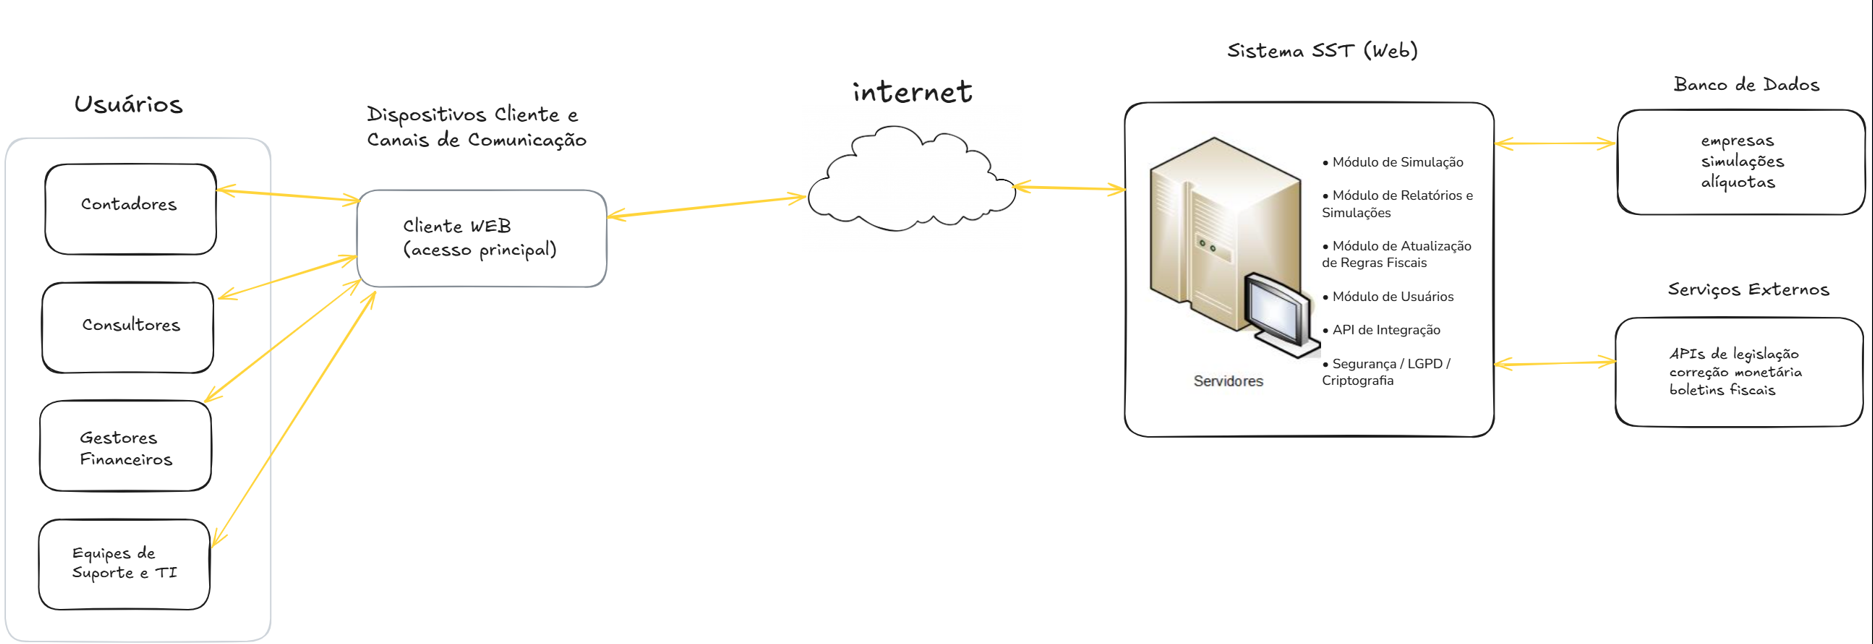 Usuários
Contadores
Consultores
Gestores
Financeiros
Equipes de
Suporte e TI
Dispositivos Cliente e
Canais de Comunicação
Cliente WEB
(acesso principal)
internet
Sistema SST (Web)
Servidores
• Módulo de Simulação
• Módulo de Relatórios e
Simulações
• Módulo de Atualização
de Regras Fiscais
• Módulo de Usuários
• API de Integração
• Segurança / LGPD /
Criptografia
Banco de Dados
empresas
simulações
alíquotas
Serviços Externos
APIs de legislação
correção monetária
boletins fiscais